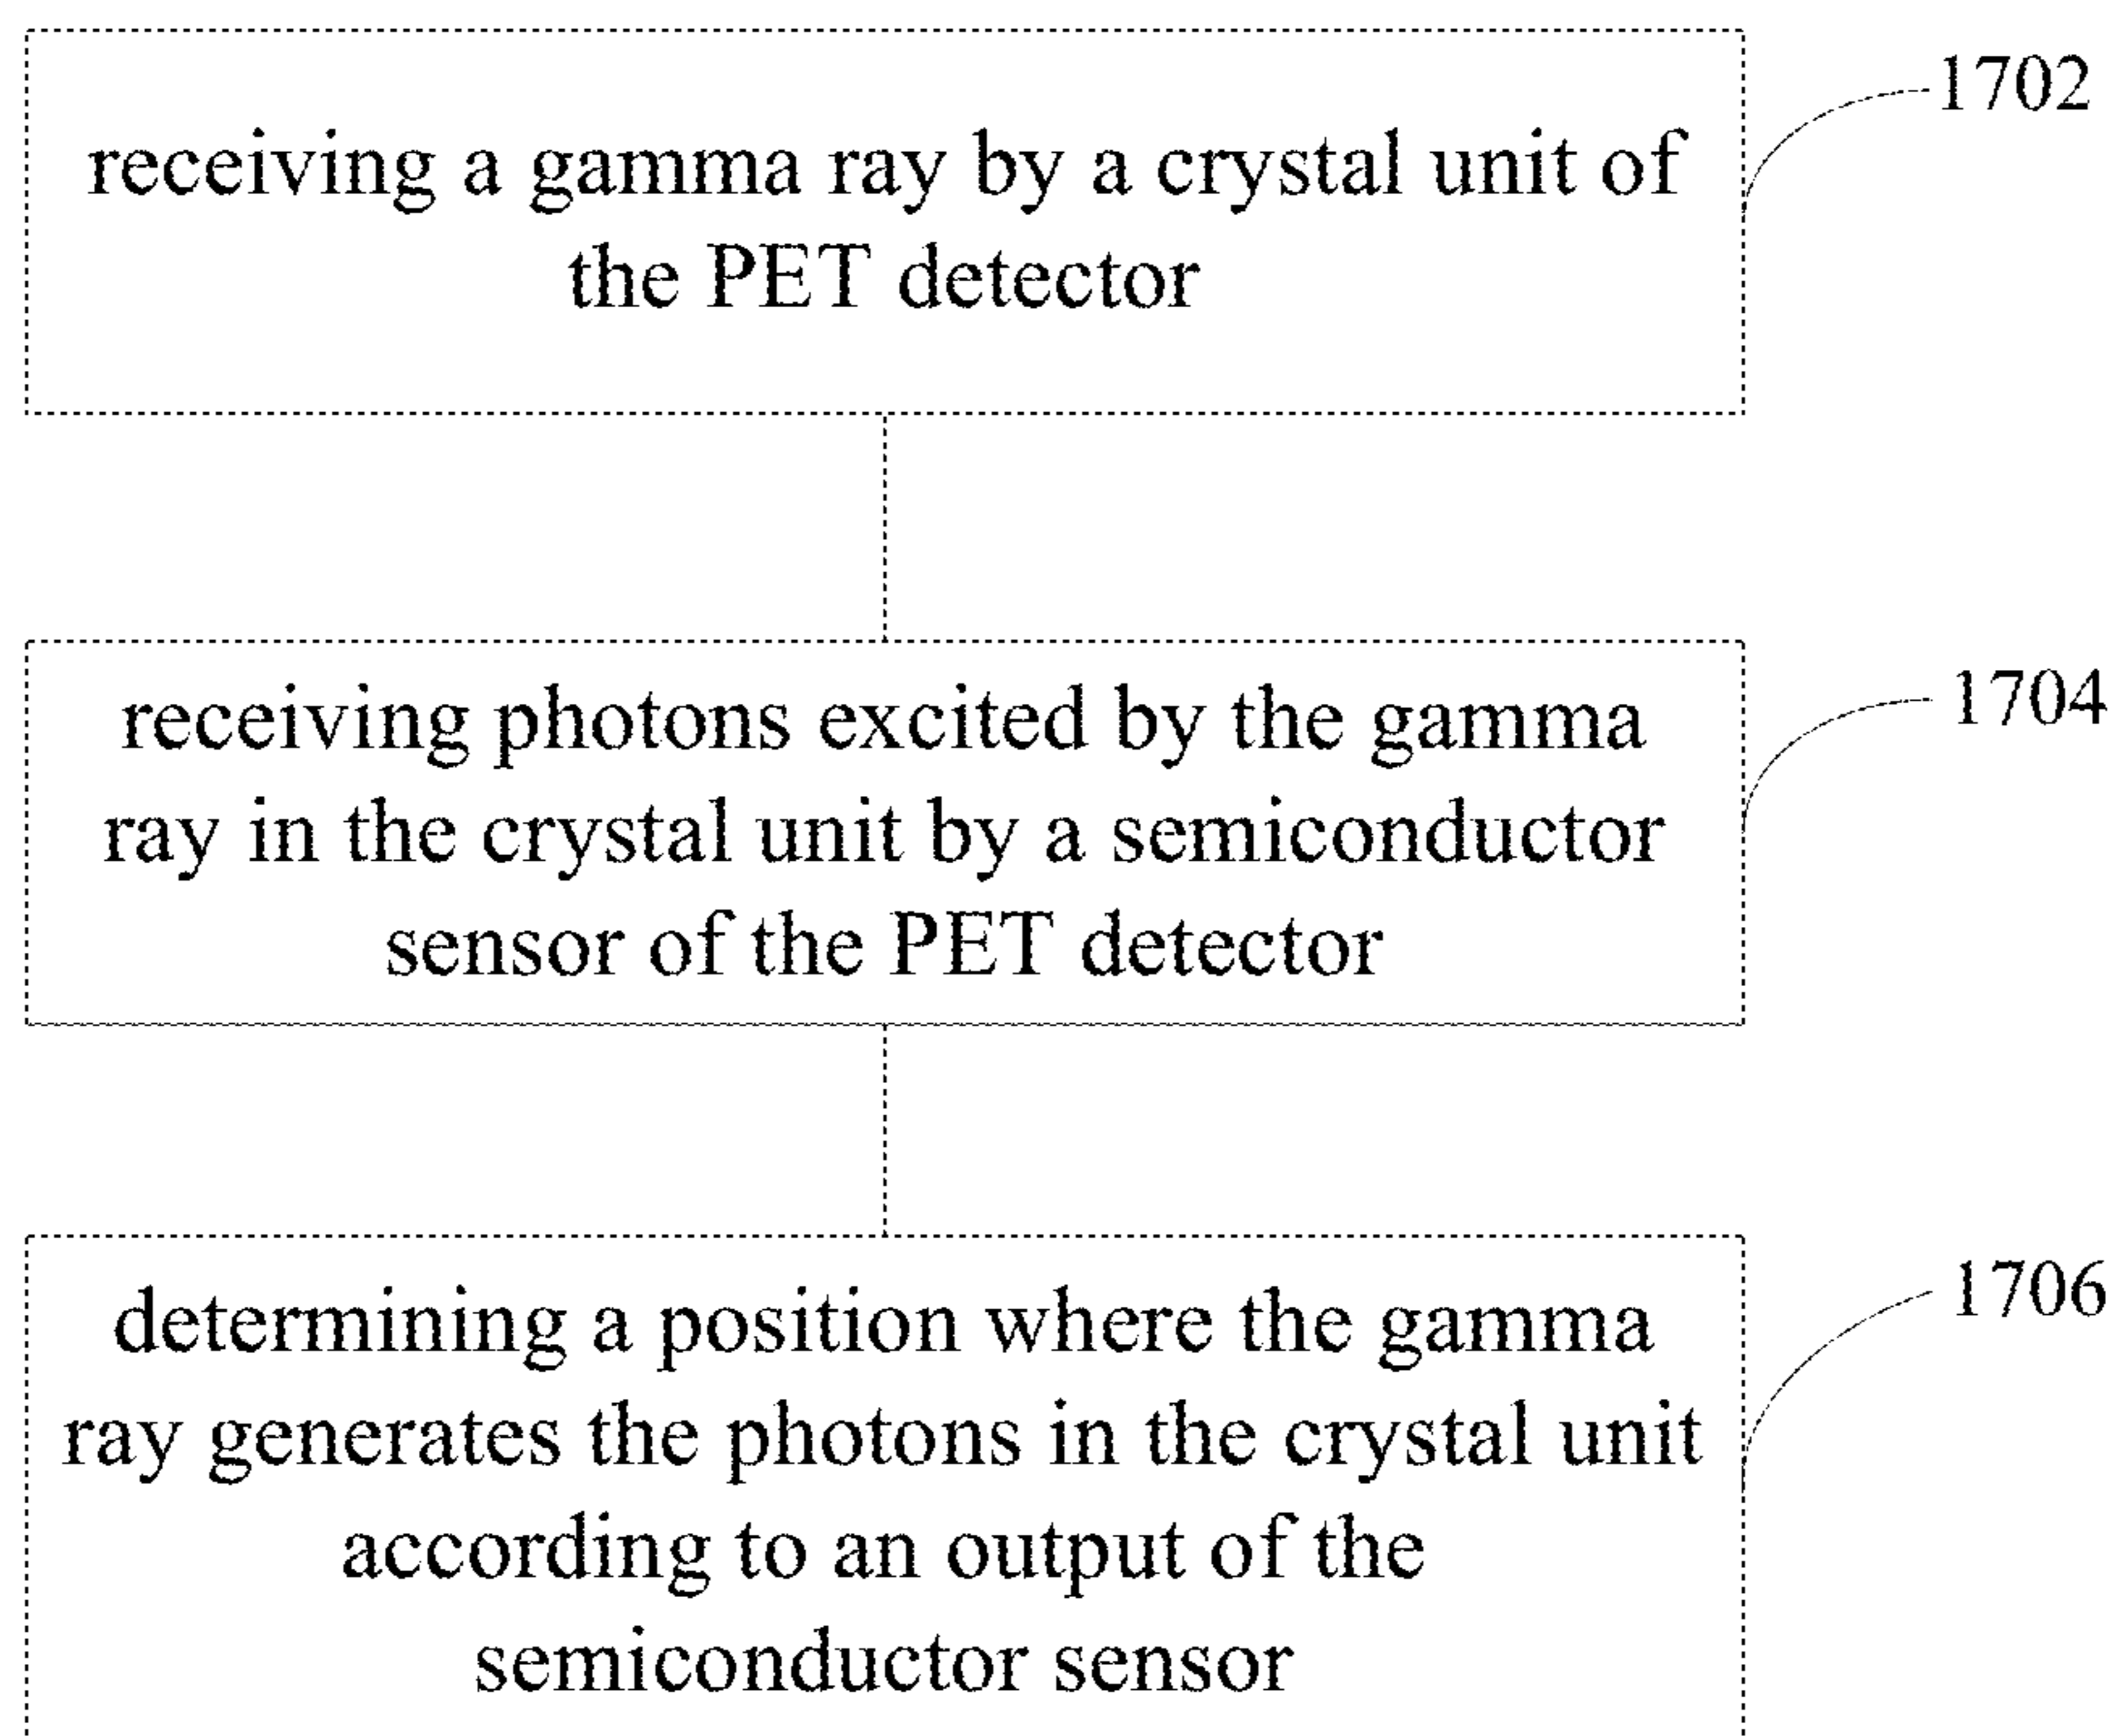 1702
receiving a gamma ray by a crystal unit of
the PET detector
1704
receiving photons excited by the gamma
ray in the crystal unit by a semiconductor
sensor of the PET detector
1706
determining a position where the gamma
ray generates the photons in the crystal unit
according to an output of the
semiconductor sensor